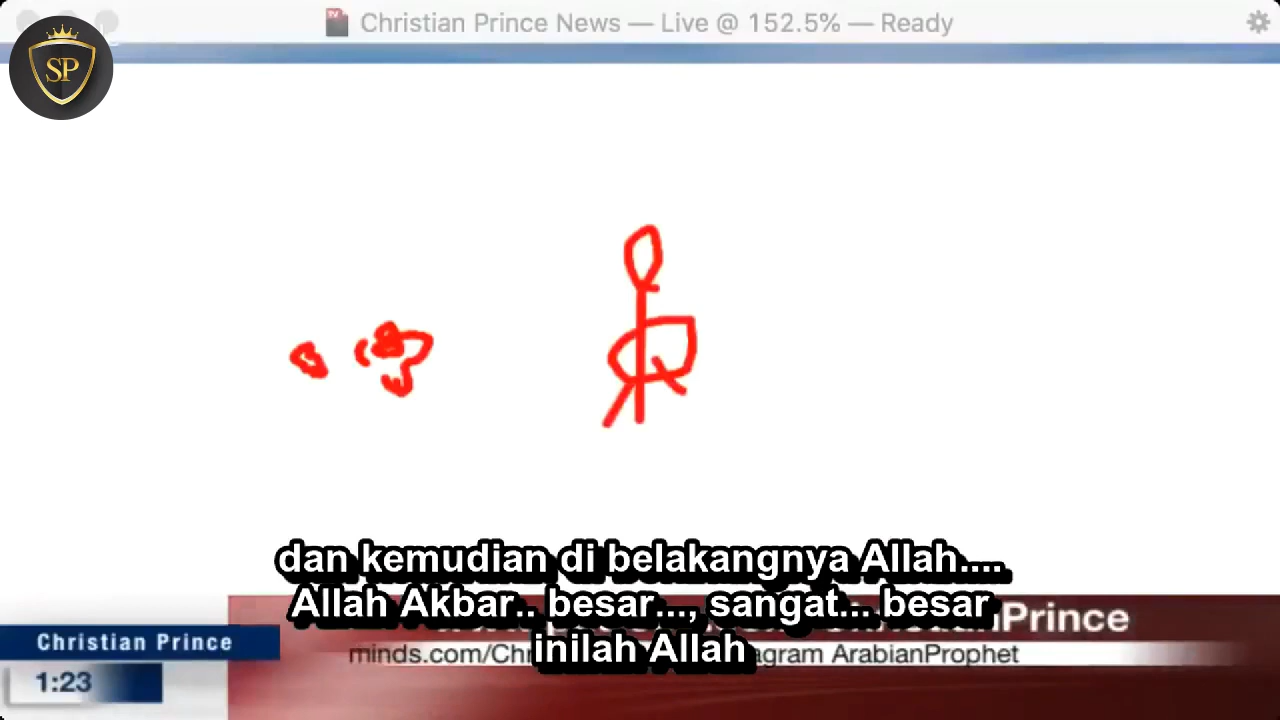 Christian Prince News — Live @ 152.5% — Ready
SP
dan kemudian di belakangnya Allah....
Allah Akbar.. besar..., sangat... besar
inilah Allah
Prince
minds.com/Chr
agram ArabianProphet
Christian Prince
1:23